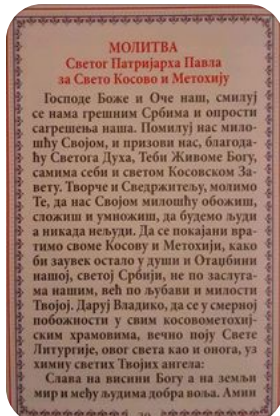 МОЛИТВА
Светог Патријарха Павла
за Свето Косово и Метохију
Господе Боже и Оче наш, смилуј
се нама грешним Србима и опрости
сагрешења наша. Помилуј нас мило-
шћу Својом, и призови нас, благода-
ћу Светога Духа, Теби Живоме Богу,
самима себи и светом Косовском За-
вету. Творче и Сведржитељу, молимо
Те, да нас Својом милошћу обожиш,
сложиш и умножиш, да будемо људи
а никада нељуди. Да се покајани вра-
тимо своме Косову и Метохији, како
би заувек остало у души и Отаџбини
нашој, светој Србији, не по заслуга-
ма нашим, већ по љубави и милости
Твојој. Даруј Владико, да се у смерној
побожности у свим косовометохиј-
ским храмовима, вечно поју Свете
Литургије, овог света као и онога, уз
химну светих Твојих ангела:
Слава на висини Богу а на земљи
мир и међу људима добра воља. Амин